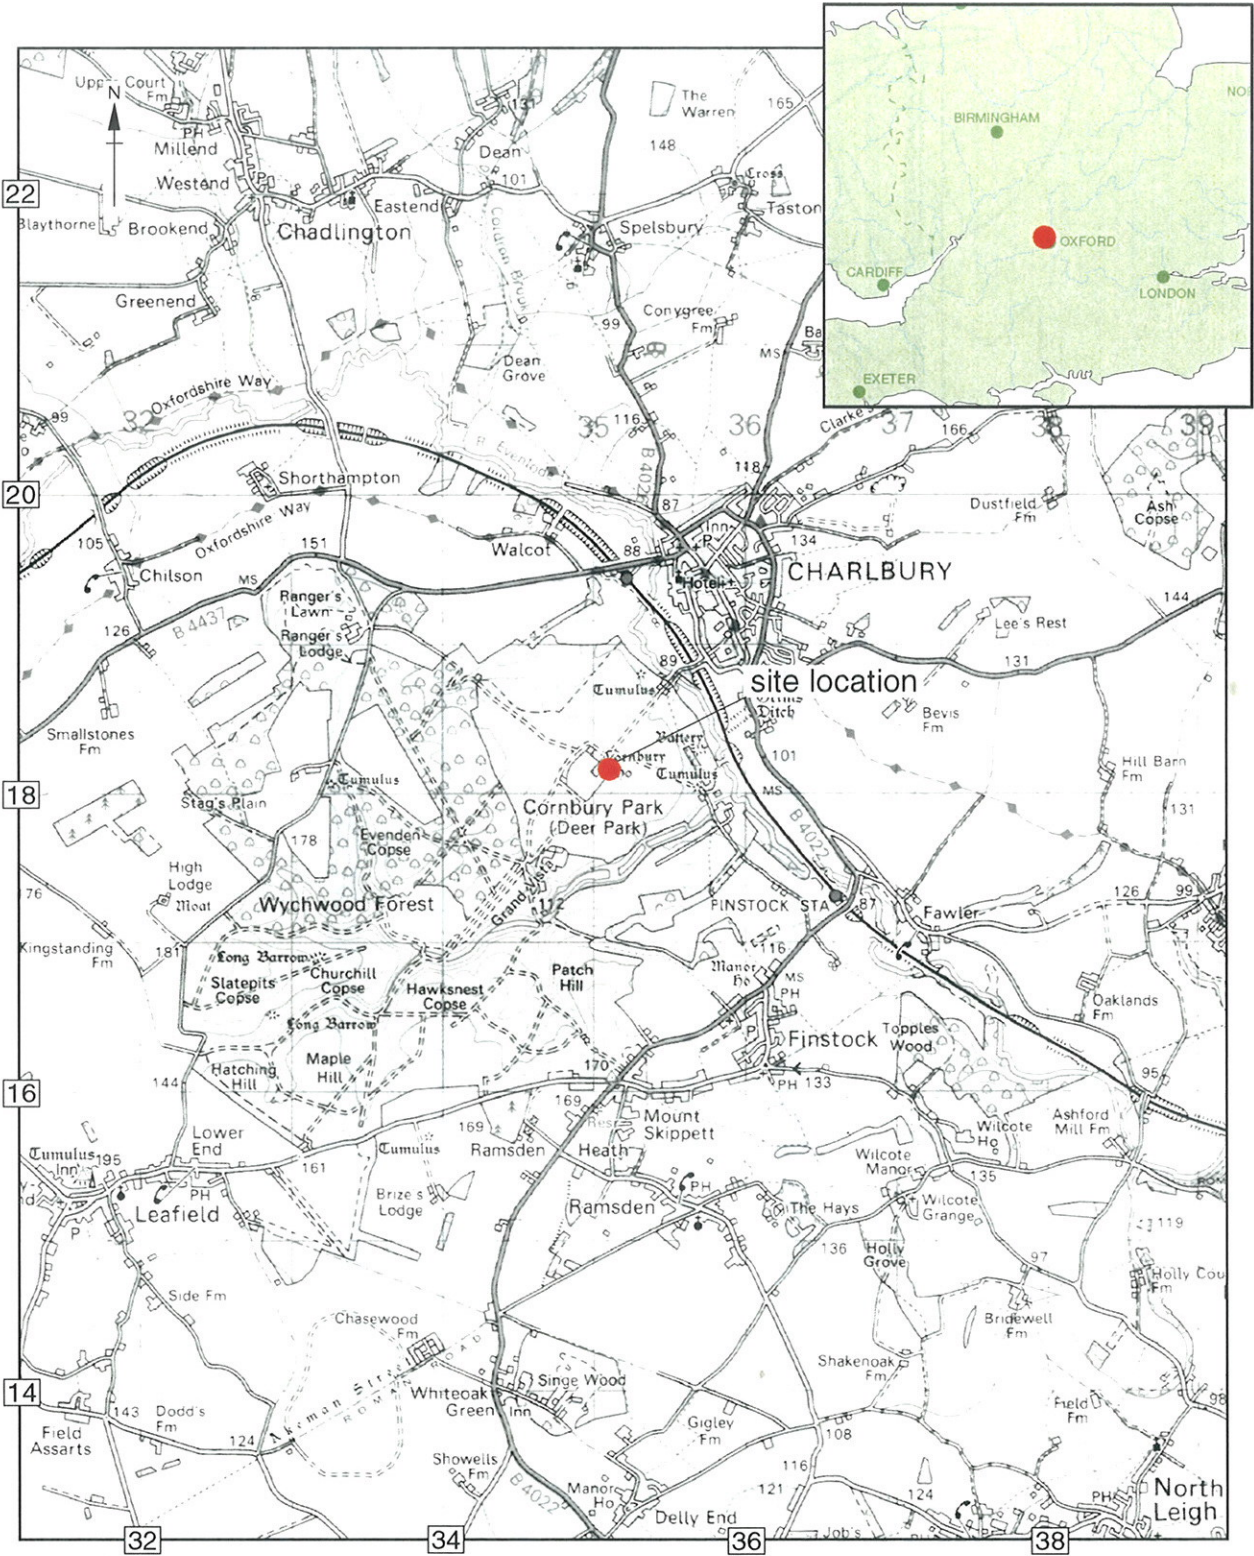 Court
Fm
N
PH
Millend
Westend
P
Brookend
Blaythorne
Chadlington
Eastend
Greenend
Dean
101
131
The
Warren
165
148
Cross
Taston
Spelsbury
Coldron Brook
Conygree
Fm
99
MS
Dean
Grove
BIRMINGHAM
OXFORD
CARDIFF
LONDON
EXETER
22
99
32
Oxfordshire Way
35
116
36
Clarke's
37
166
38
39
118
B 4026
R Evenlode
Shorthampton
20
87
Inn
P
Dustfield
Fm
Ash
Copse
Oxfordshire Way
105
151
Walcot
88
134
Chilson
Hotel
CHARLBURY
MS
B 4437
Ranger's
Lawn
Ranger's
Lodge
126
144
Lee's Rest
89
131
Tumulus
site location
Ditch
Bevis
Fm
Smallstones
Fm
Battery
Cornbury
Tumulus
101
MS
Hill Barn
Fm
Tumulus
Stag's Plain
18
Cornbury Park
(Deer Park)
131
B 4022
178
Evenden
Copse
High
Lodge
Moat
76
Wychwood Forest
Grand Vista
112
FINSTOCK STA
87
Fawler
126
99
Kingstanding
Fm
181
Long Barrow
Slatepits
Copse
Churchill
Copse
Hawksnest
Copse
Patch
Hill
116
Manor
Ho
MS
PH
Oaklands
Fm
Long Barrow
Maple
Hill
Hatching
Hill
P
Finstock
Topples
Wood
170
PH
133
95
16
144
169
Resr
Mount
Skippett
Ashford
Mill Fm
Lower
End
169
Ramsden
Heath
Wilcote
Ho
Tumulus
Inn
195
161
Tumulus
Wilcote
Manor
135
PH
Leafield
P
Brize's
Lodge
PH
Ramsden
The Hays
Wilcote
Grange
119
136
Holly
Grove
97
Side Fm
Holly Cou
Fm
Chasewood
Fm
Bridewell
Fm
Akeman Street
ROMAN ROAD
Shakenoak
Fm
14
Whiteoak
Green
Inn
Singe Wood
Field
Fm
98
143
Dodd's
Fm
Field
Assarts
Gigley
Fm
108
124
Showells
Fm
116
B 4022
Manor
Ho
121
124
PH
North
Leigh
Delly End
Job's
32
34
36
38